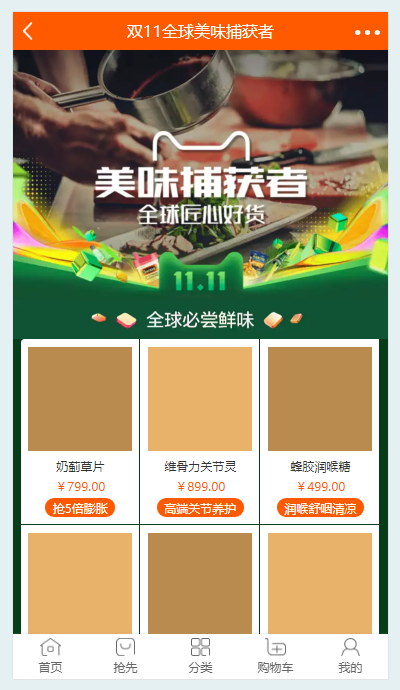 双11全球美味捕获者
美味捕获者
全球匠心好货
11.11
全球必尝鲜味
奶蓟草片
￥799.00
抢5倍膨胀
维骨力关节灵
￥899.00
高端关节养护
蜂胶润喉糖
￥499.00
润喉舒咽清凉
首页
抢先
分类
购物车
我的